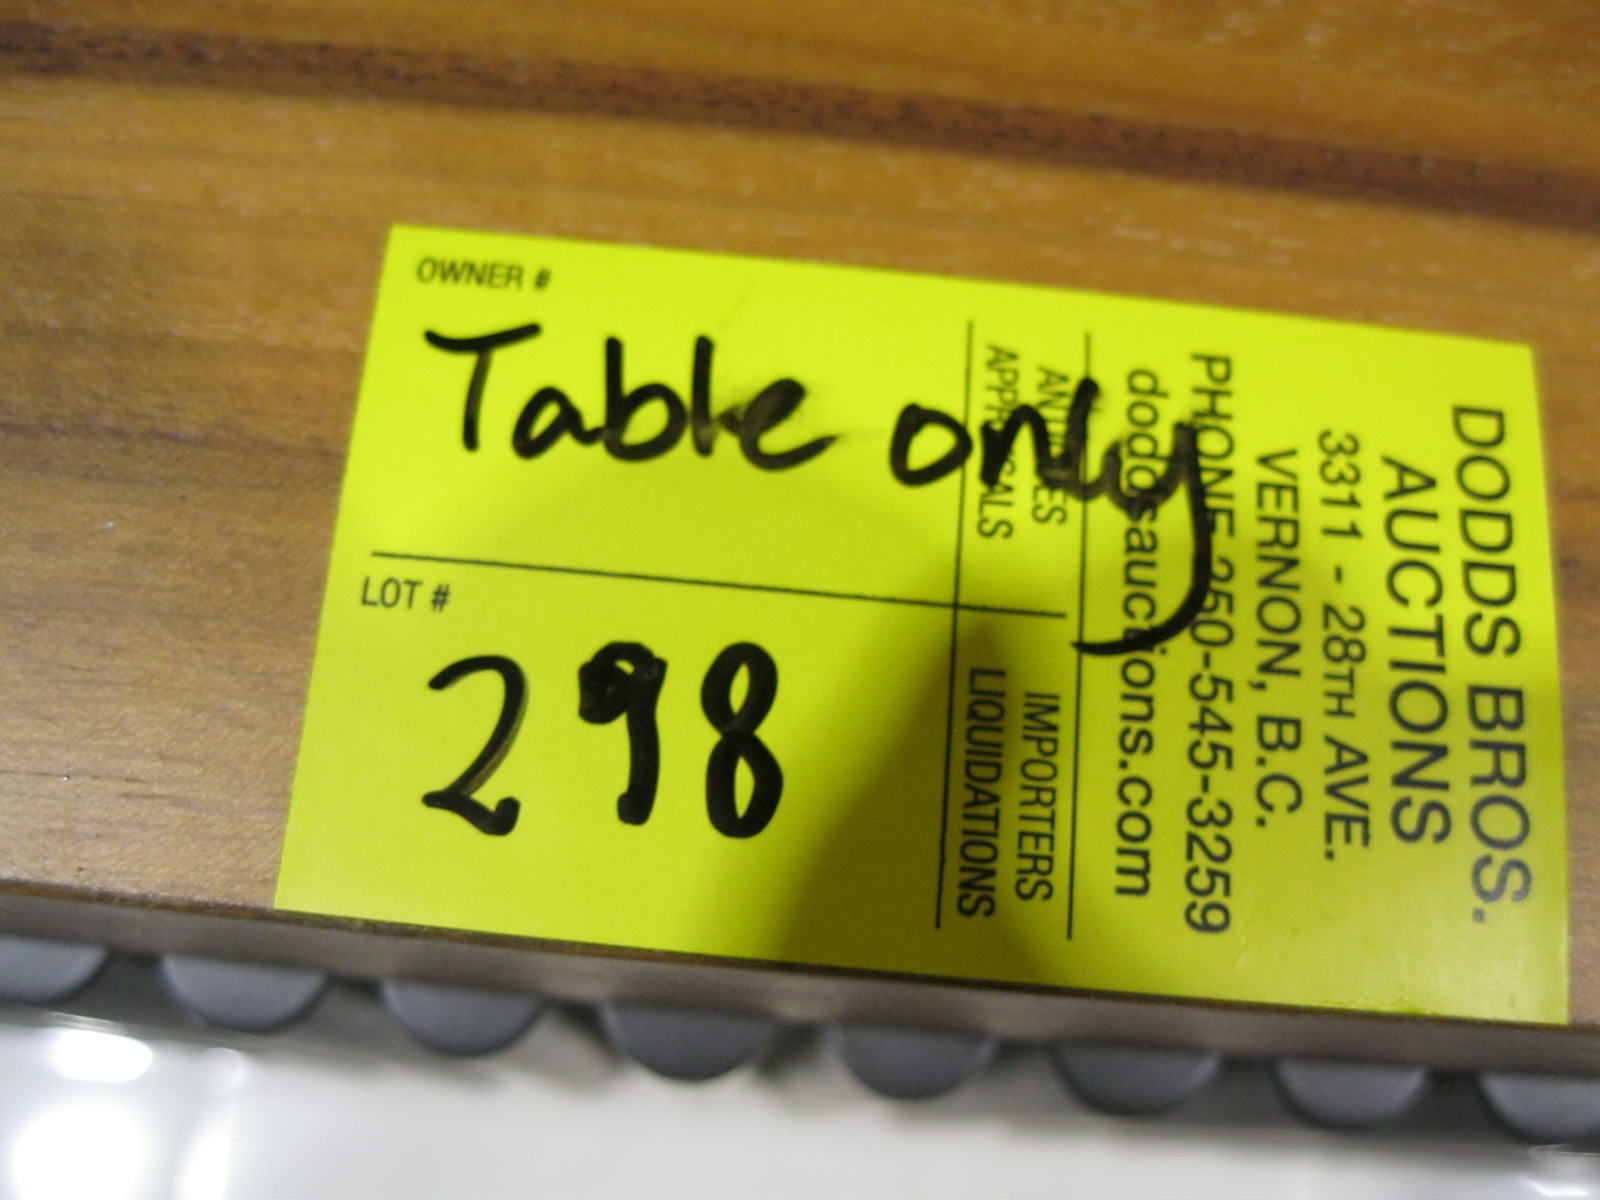 OWNER #
Table only
LOT #
298
ANTIQUES
APPRAISALS
IMPORTERS
LIQUIDATIONS
DODDS BROS.
AUCTIONS
3311 - 28TH AVE.
VERNON, B.C.
PHONE 250-545-3259
doddsauctions.com